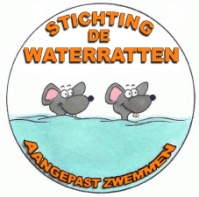 STICHTING
DE
WATERRATTEN
AANGEPAST ZWEMMEN